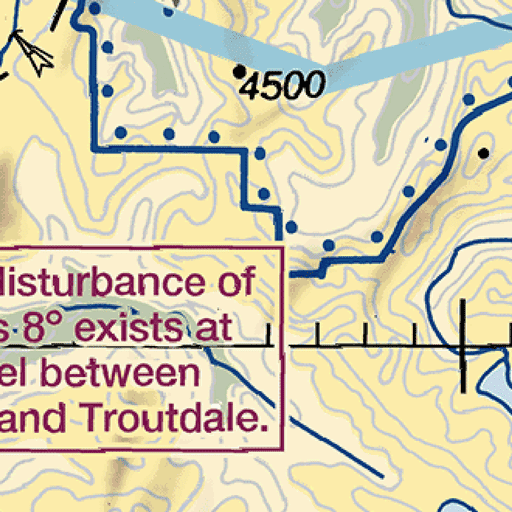 4500
disturbance of
s 8° exists at
el between
and Troutdale.